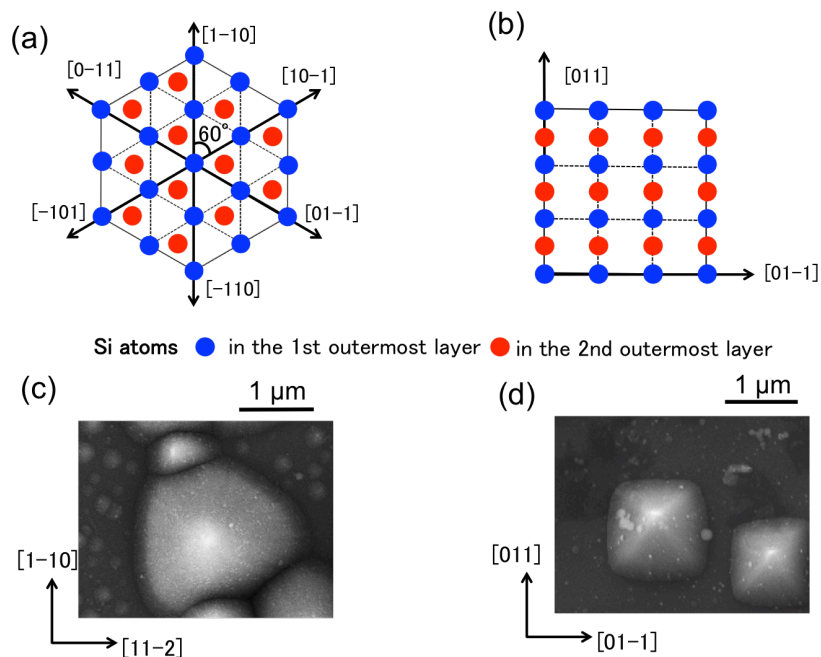 (a)
[1-10]
[0-11]
[10-1]
60°
[-101]
[01-1]
[-110]
(b)
[011]
[01-1]
Si atoms in the 1st outermost layer in the 2nd outermost layer
(c)
1 μm
[1-10]
[11-2]
(d)
1 μm
[011]
[01-1]